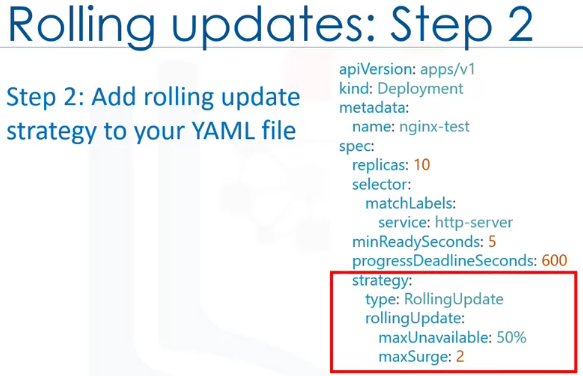 Rolling updates: Step 2
Step 2: Add rolling update
strategy to your YAML file
apiVersion: apps/v1
kind: Deployment
metadata:
  name: nginx-test
spec:
  replicas: 10
  selector:
    matchLabels:
      service: http-server
  minReadySeconds: 5
  progressDeadlineSeconds: 600
  strategy:
    type: RollingUpdate
    rollingUpdate:
      maxUnavailable: 50%
      maxSurge: 2